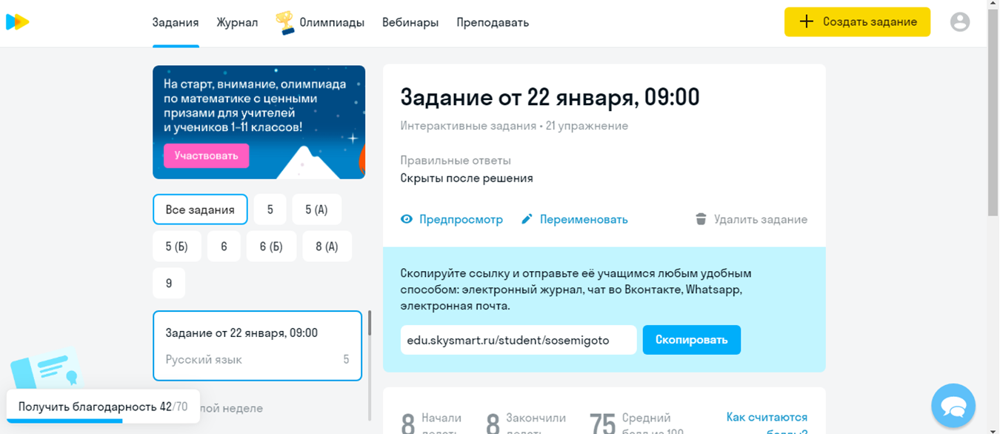 Задания
Журнал
Олимпиады
Вебинары
Преподавать
Создать задание
На старт, внимание, олимпиада
по математике с ценными
призами для учителей
и учеников 1–11 классов!
Участвовать
Все задания
5
5 (А)
5 (Б)
6
6 (Б)
8 (А)
9
Задание от 22 января, 09:00
Русский язык
5
лой неделе
Получить благодарность 42/70
Задание от 22 января, 09:00
Интерактивные задания • 21 упражнение
Правильные ответы
Скрыты после решения
Предпросмотр
Переименовать
Удалить задание
Скопируйте ссылку и отправьте её учащимся любым удобным
способом: электронный журнал, чат во Вконтакте, Whatsapp,
электронная почта.
edu.skysmart.ru/student/sosemigoto
Скопировать
8 Начали
делать
8 Закончили
делать
75 Средний
балл из 100
Как считаются
баллы?